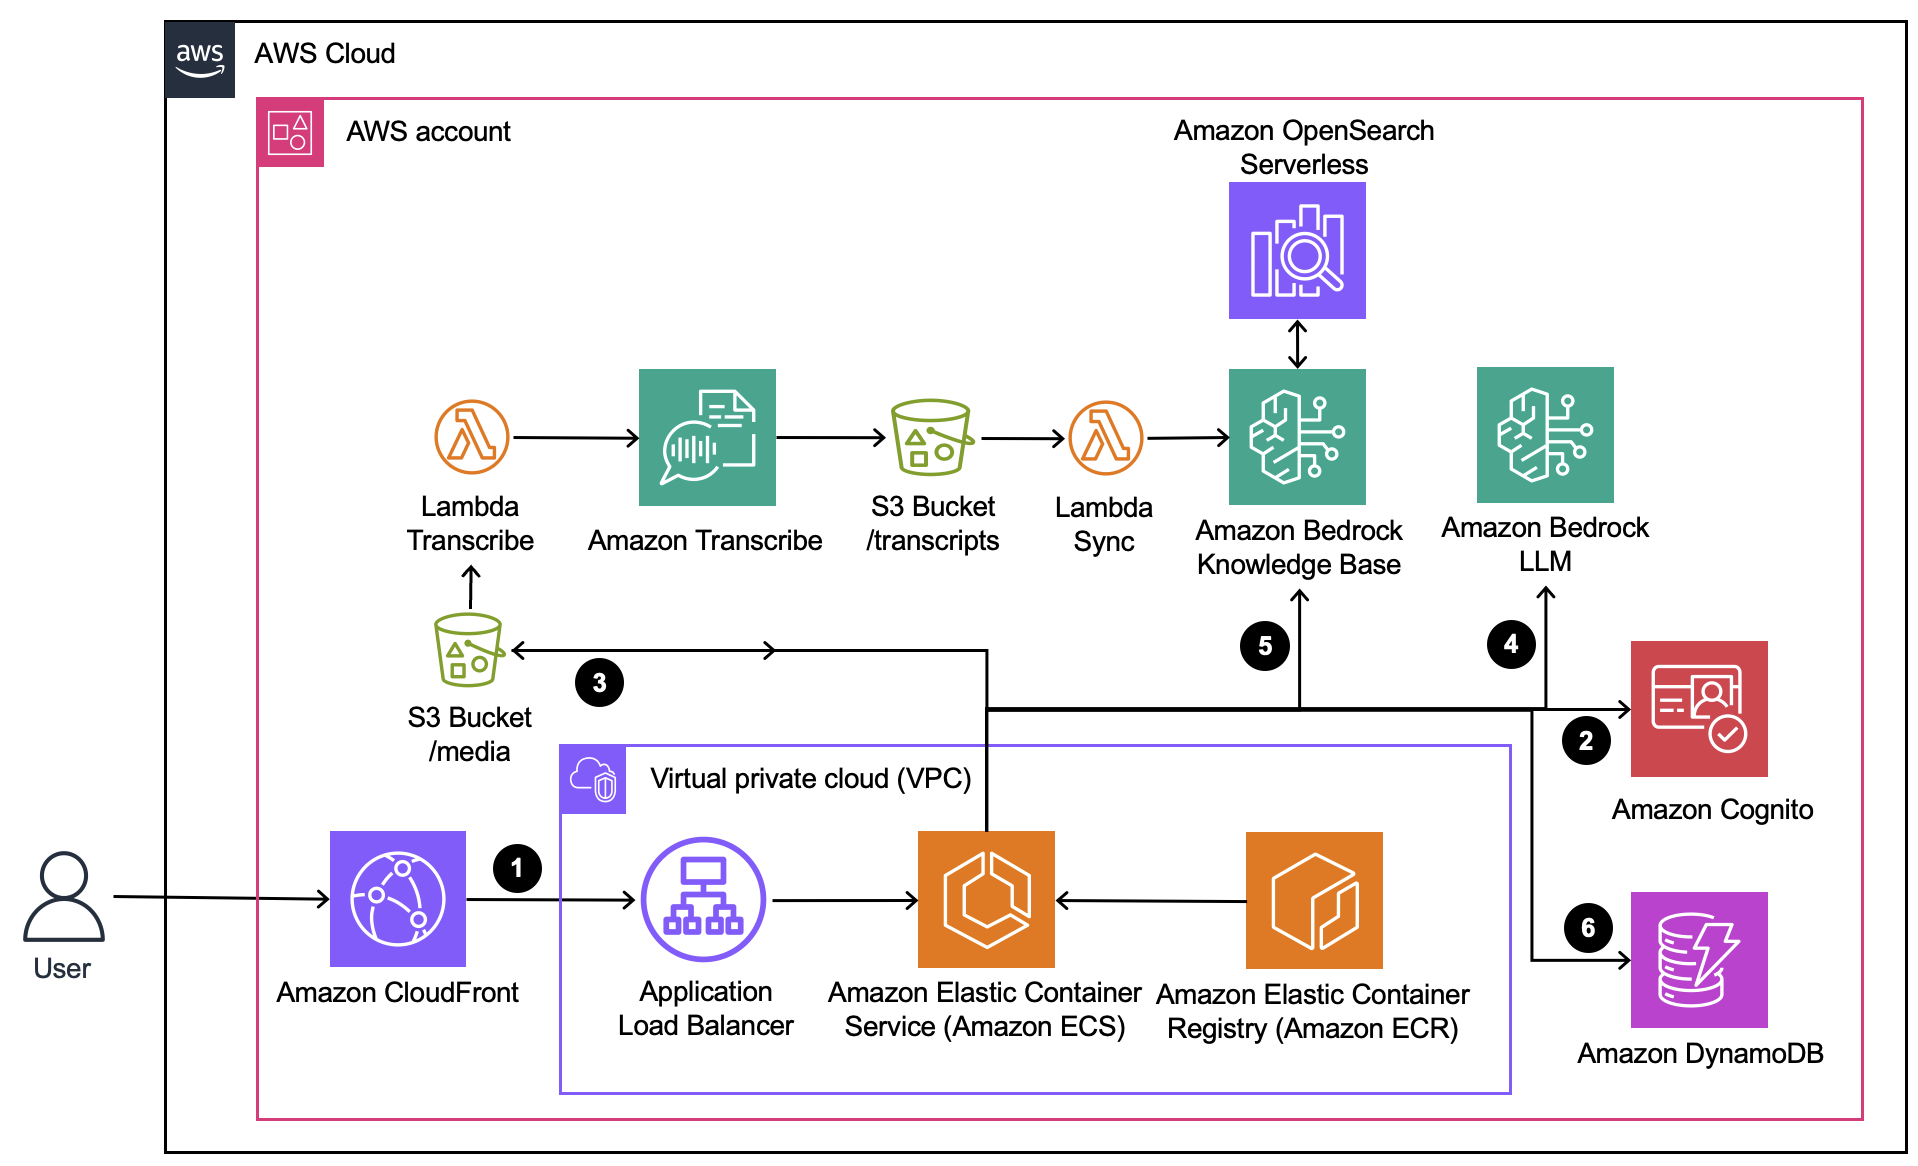 aws
AWS Cloud
AWS account
Amazon OpenSearch
Serverless
Lambda
Transcribe
Amazon Transcribe
S3 Bucket
/transcripts
Lambda
Sync
Amazon Bedrock
Knowledge Base
Amazon Bedrock
LLM
5
4
3
S3 Bucket
/media
2
Amazon Cognito
Virtual private cloud (VPC)
User
1
Amazon CloudFront
Application
Load Balancer
Amazon Elastic Container
Service (Amazon ECS)
Amazon Elastic Container
Registry (Amazon ECR)
6
Amazon DynamoDB